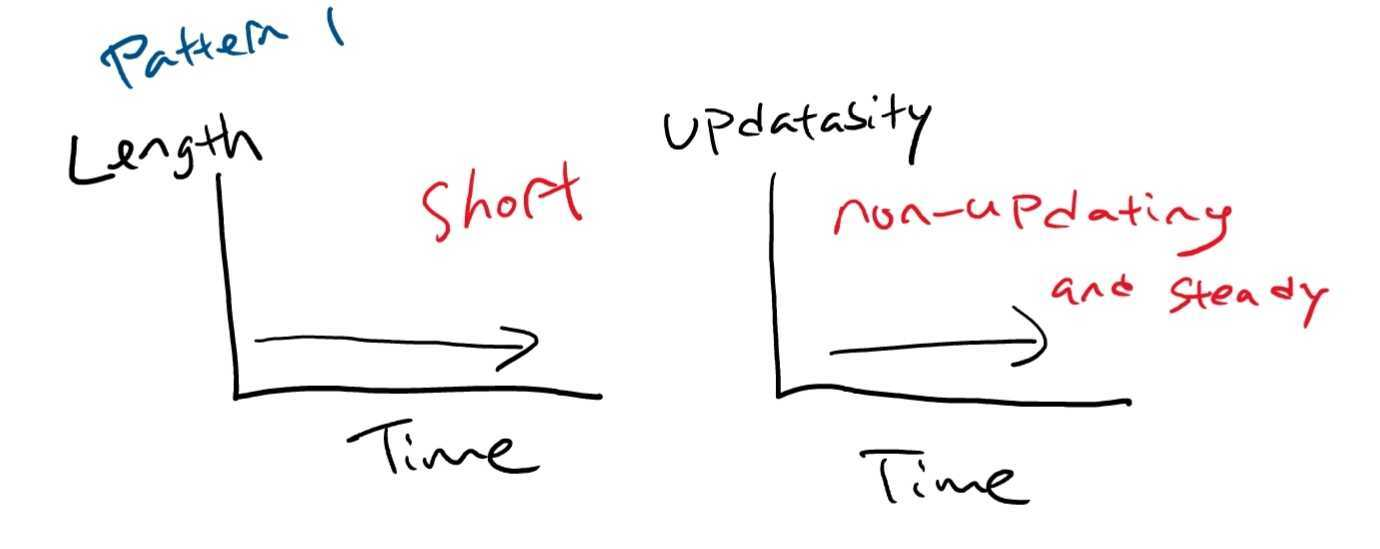 Pattern 1
Length
short
Time
Updatasity
non-updating
and steady
Time